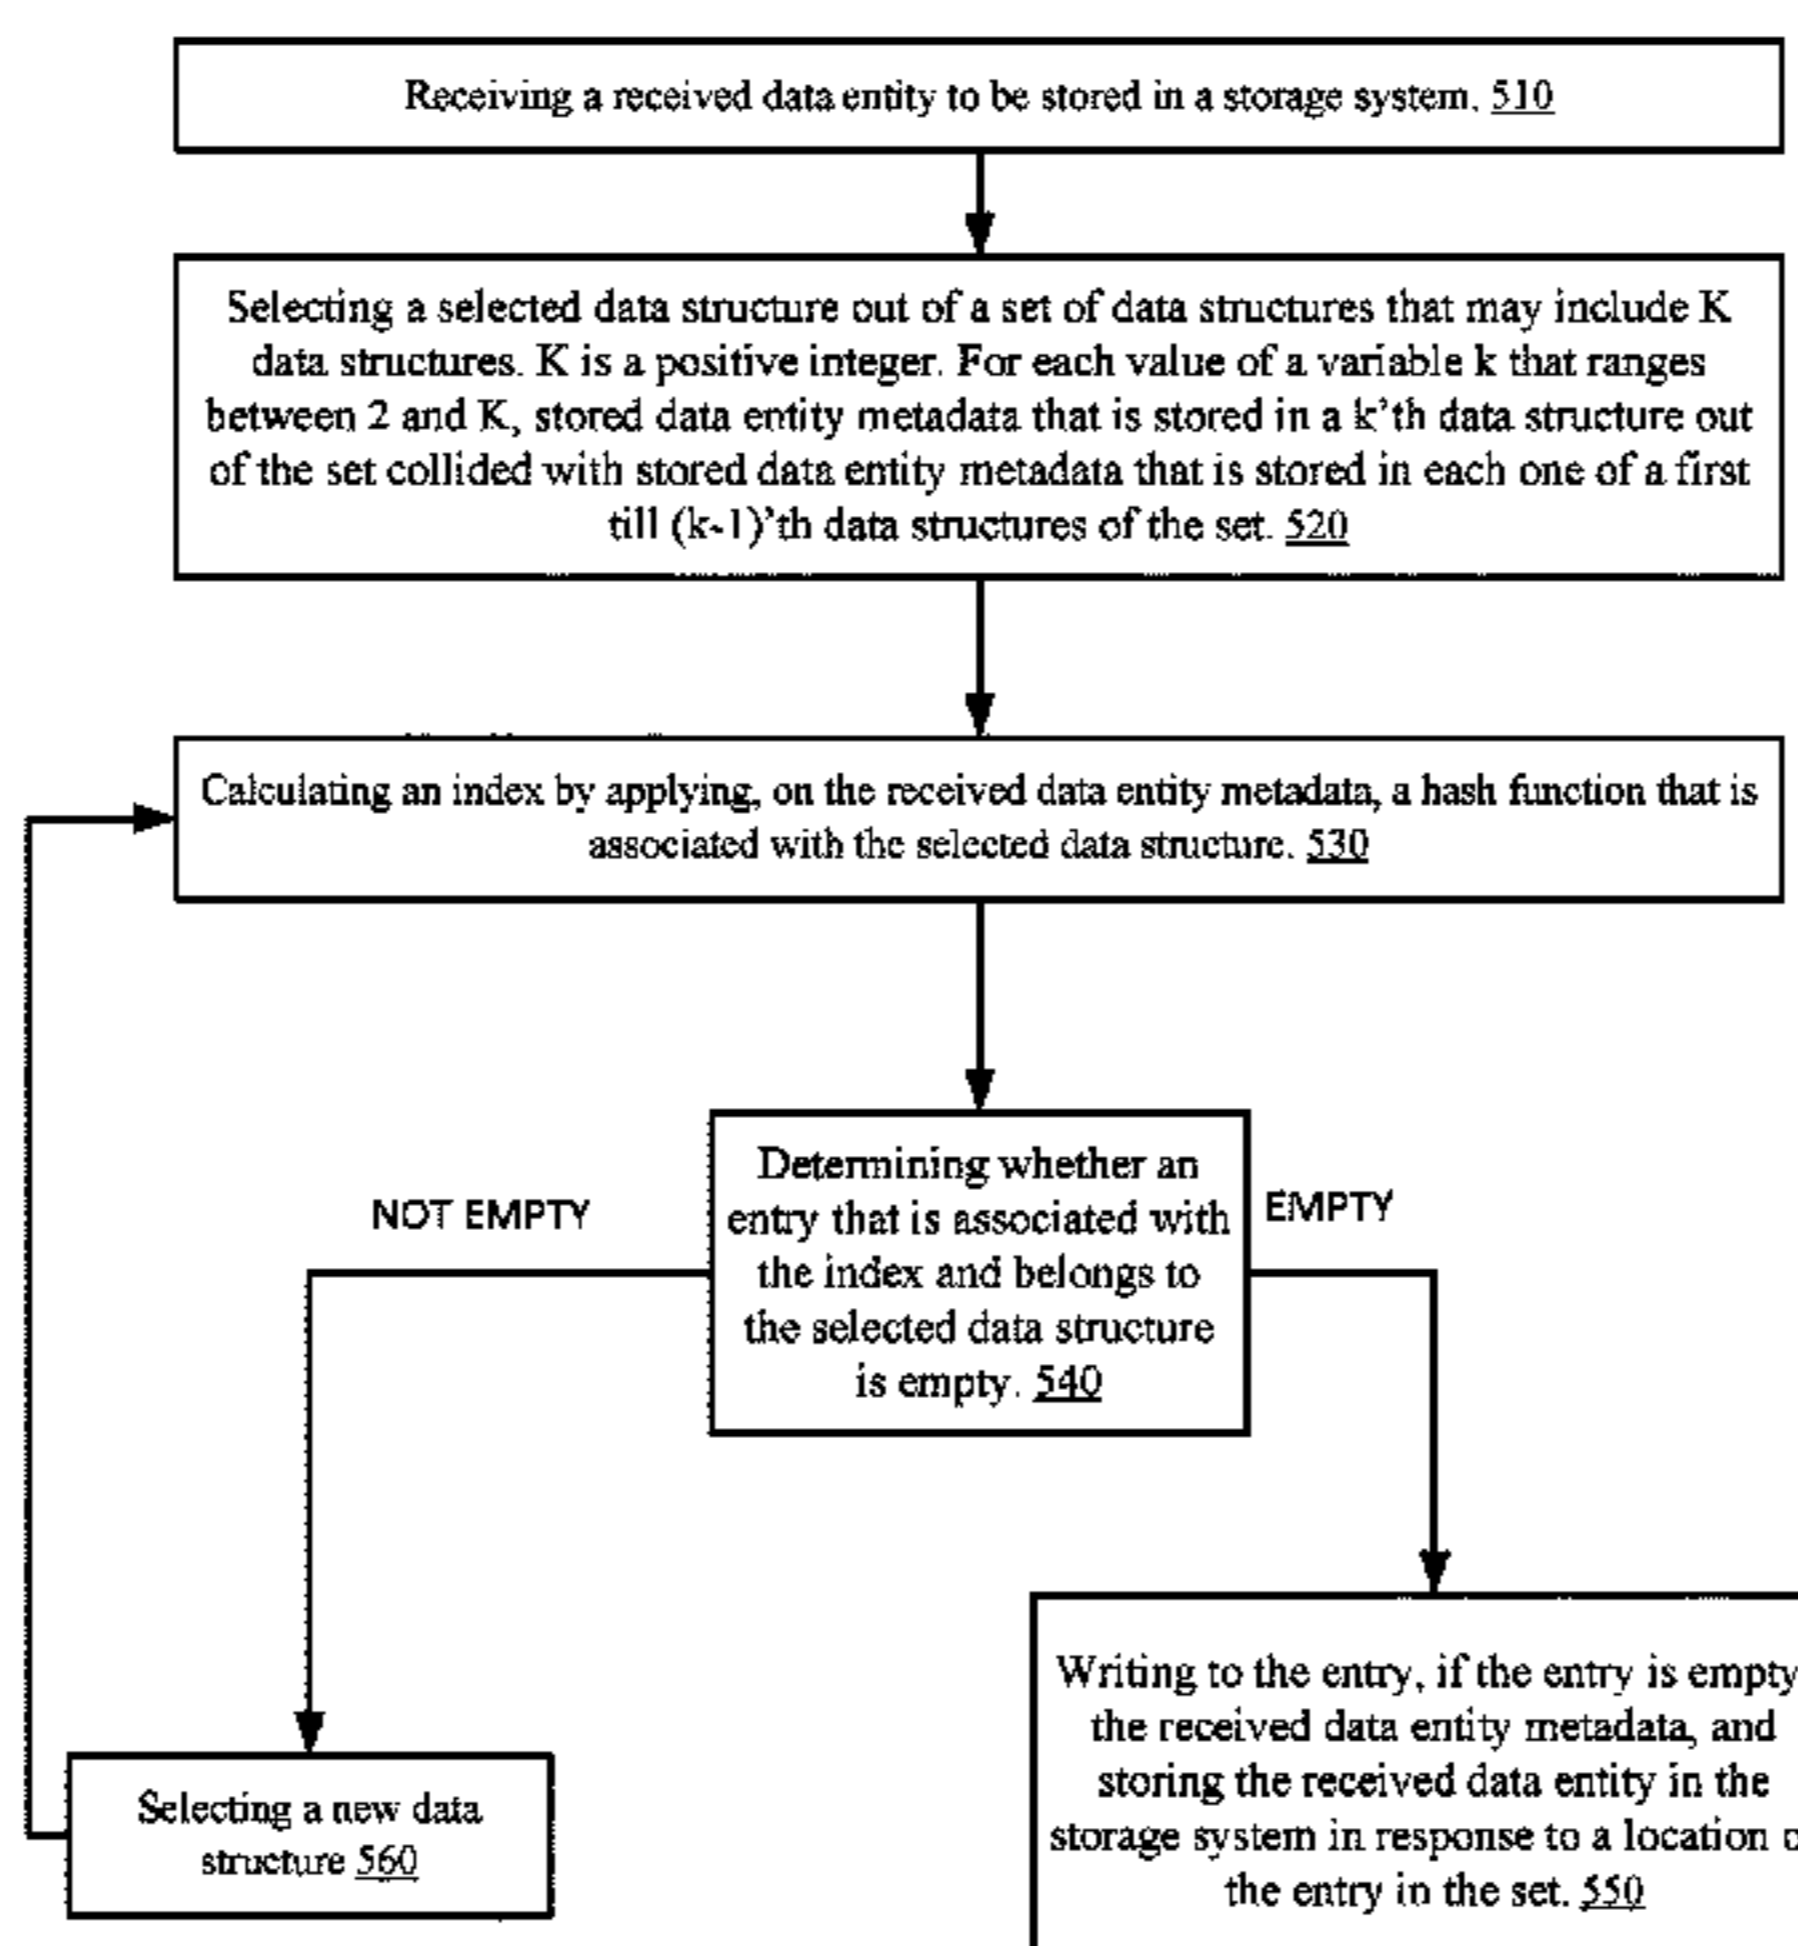 Receiving a received data entity to be stored in a storage system. 510
Selecting a selected data structure out of a set of data structures that may include K
data structures. K is a positive integer. For each value of a variable k that ranges
between 2 and K, stored data entity metadata that is stored in a k'th data structure out
of the set collided with stored data entity metadata that is stored in each one of a first
till (k-1)'th data structures of the set. 520
Calculating an index by applying, on the received data entity metadata, a hash function that is
associated with the selected data structure. 530
Determining whether an
entry that is associated with
the index and belongs to
the selected data structure
is empty. 540
NOT EMPTY
EMPTY
Writing to the entry, if the entry is empty
the received data entity metadata, and
storing the received data entity in the
storage system in response to a location
the entry in the set. 550
Selecting a new data
structure 560